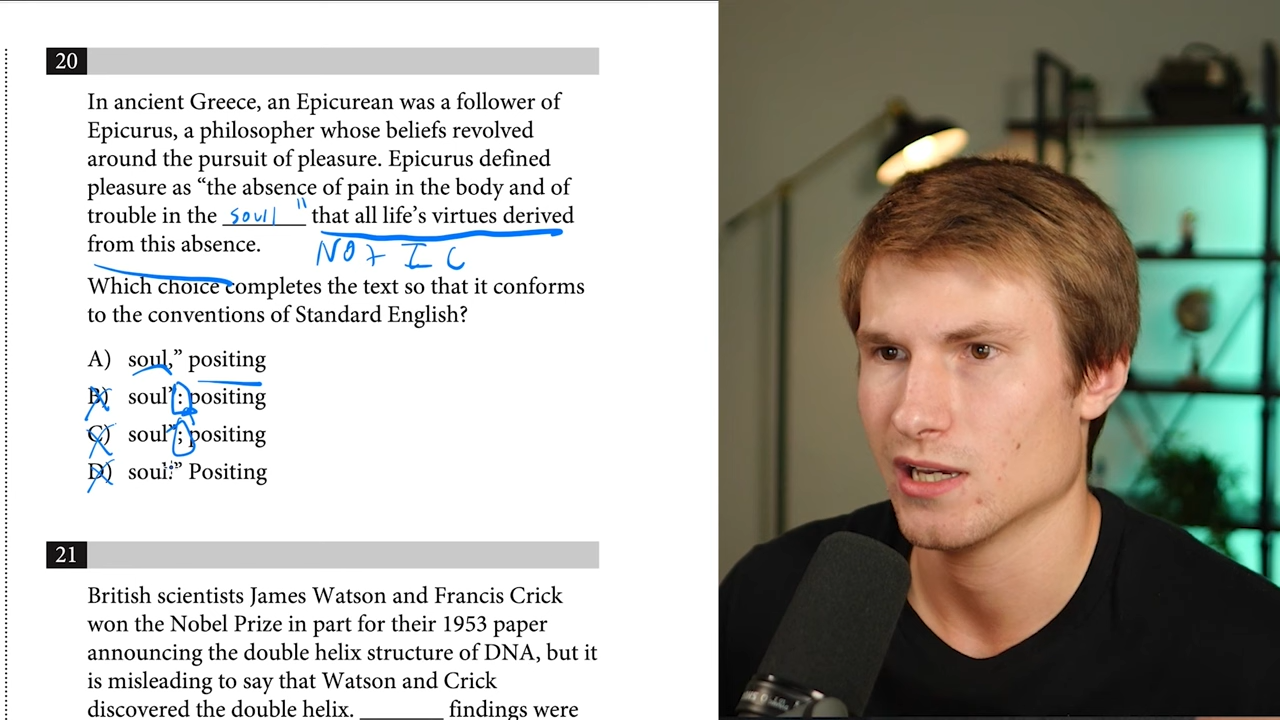 20
In ancient Greece, an Epicurean was a follower of
Epicurus, a philosopher whose beliefs revolved
around the pursuit of pleasure. Epicurus defined
pleasure as “the absence of pain in the body and of
trouble in the soul" that all life’s virtues derived
from this absence.
NOT IC
Which choice completes the text so that it conforms
to the conventions of Standard English?
A) soul,” positing
B) soul”: positing
C) soul”; positing
D) soul.” Positing
21
British scientists James Watson and Francis Crick
won the Nobel Prize in part for their 1953 paper
announcing the double helix structure of DNA, but it
is misleading to say that Watson and Crick
discovered the double helix. ______ findings were